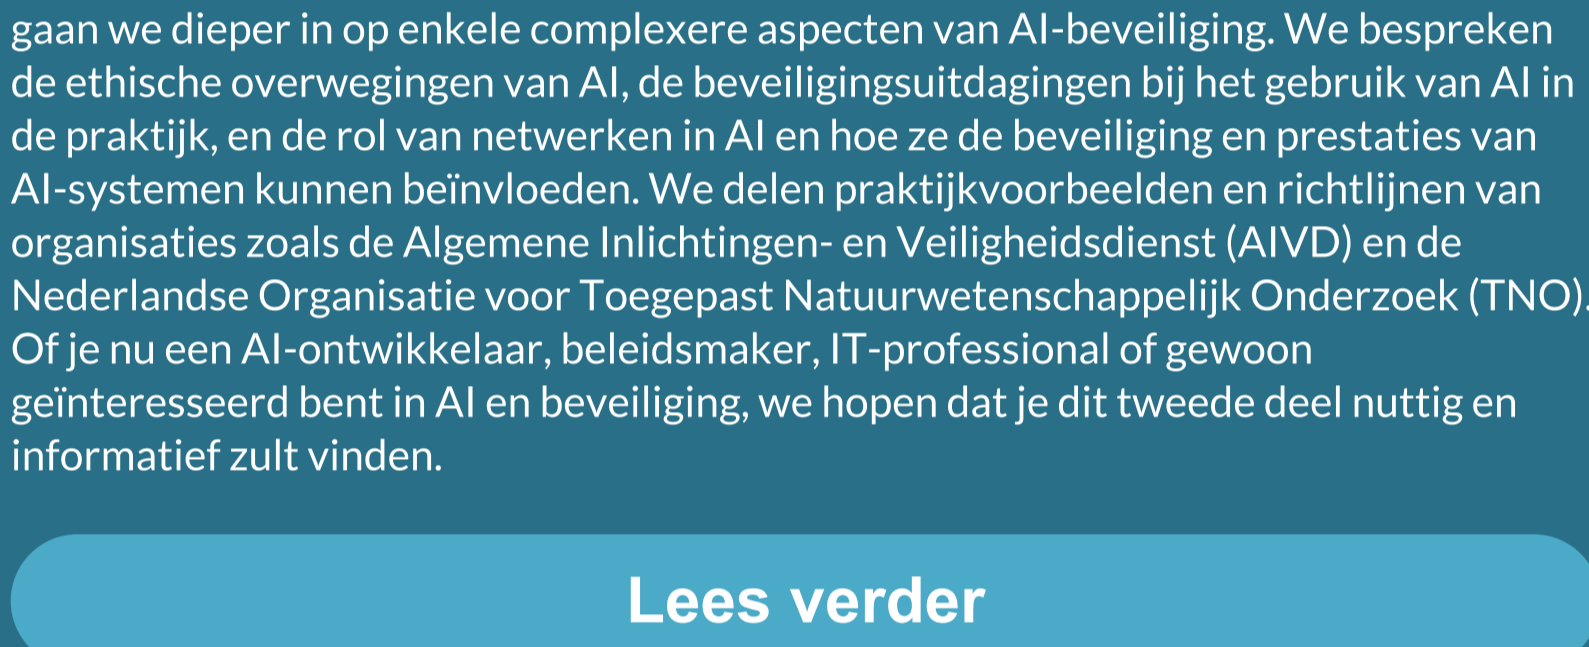 gaan we dieper in op enkele complexere aspecten van AI-beveiliging. We bespreken
de ethische overwegingen van AI, de beveiligingsuitdagingen bij het gebruik van AI in
de praktijk, en de rol van netwerken in AI en hoe ze de beveiliging en prestaties van
AI-systemen kunnen beïnvloeden. We delen praktijkvoorbeelden en richtlijnen van
organisaties zoals de Algemene Inlichtingen- en Veiligheidsdienst (AIVD) en de
Nederlandse Organisatie voor Toegepast Natuurwetenschappelijk Onderzoek (TNO).
Of je nu een AI-ontwikkelaar, beleidsmaker, IT-professional of gewoon
geïnteresseerd bent in AI en beveiliging, we hopen dat je dit tweede deel nuttig en
informatief zult vinden.
Lees verder